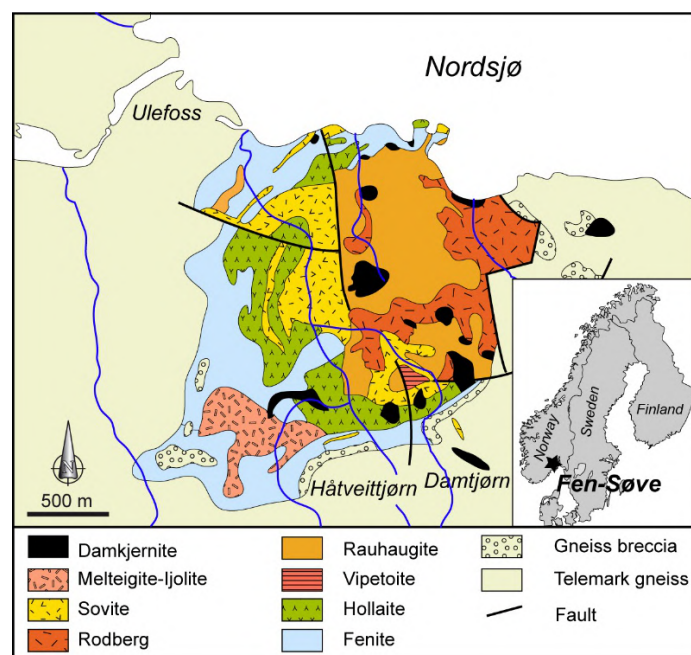 Nordsjø
Ulefoss
N
500 m
Håtveittjørn
Damtjørn
Norway
Sweden
Finland
Fen-Søve
Damkjernite
Rauhaugite
Gneiss breccia
Melteigite-Ijolite
Vipetoite
Telemark gneiss
Sovite
Hollaite
Fault
Rodberg
Fenite